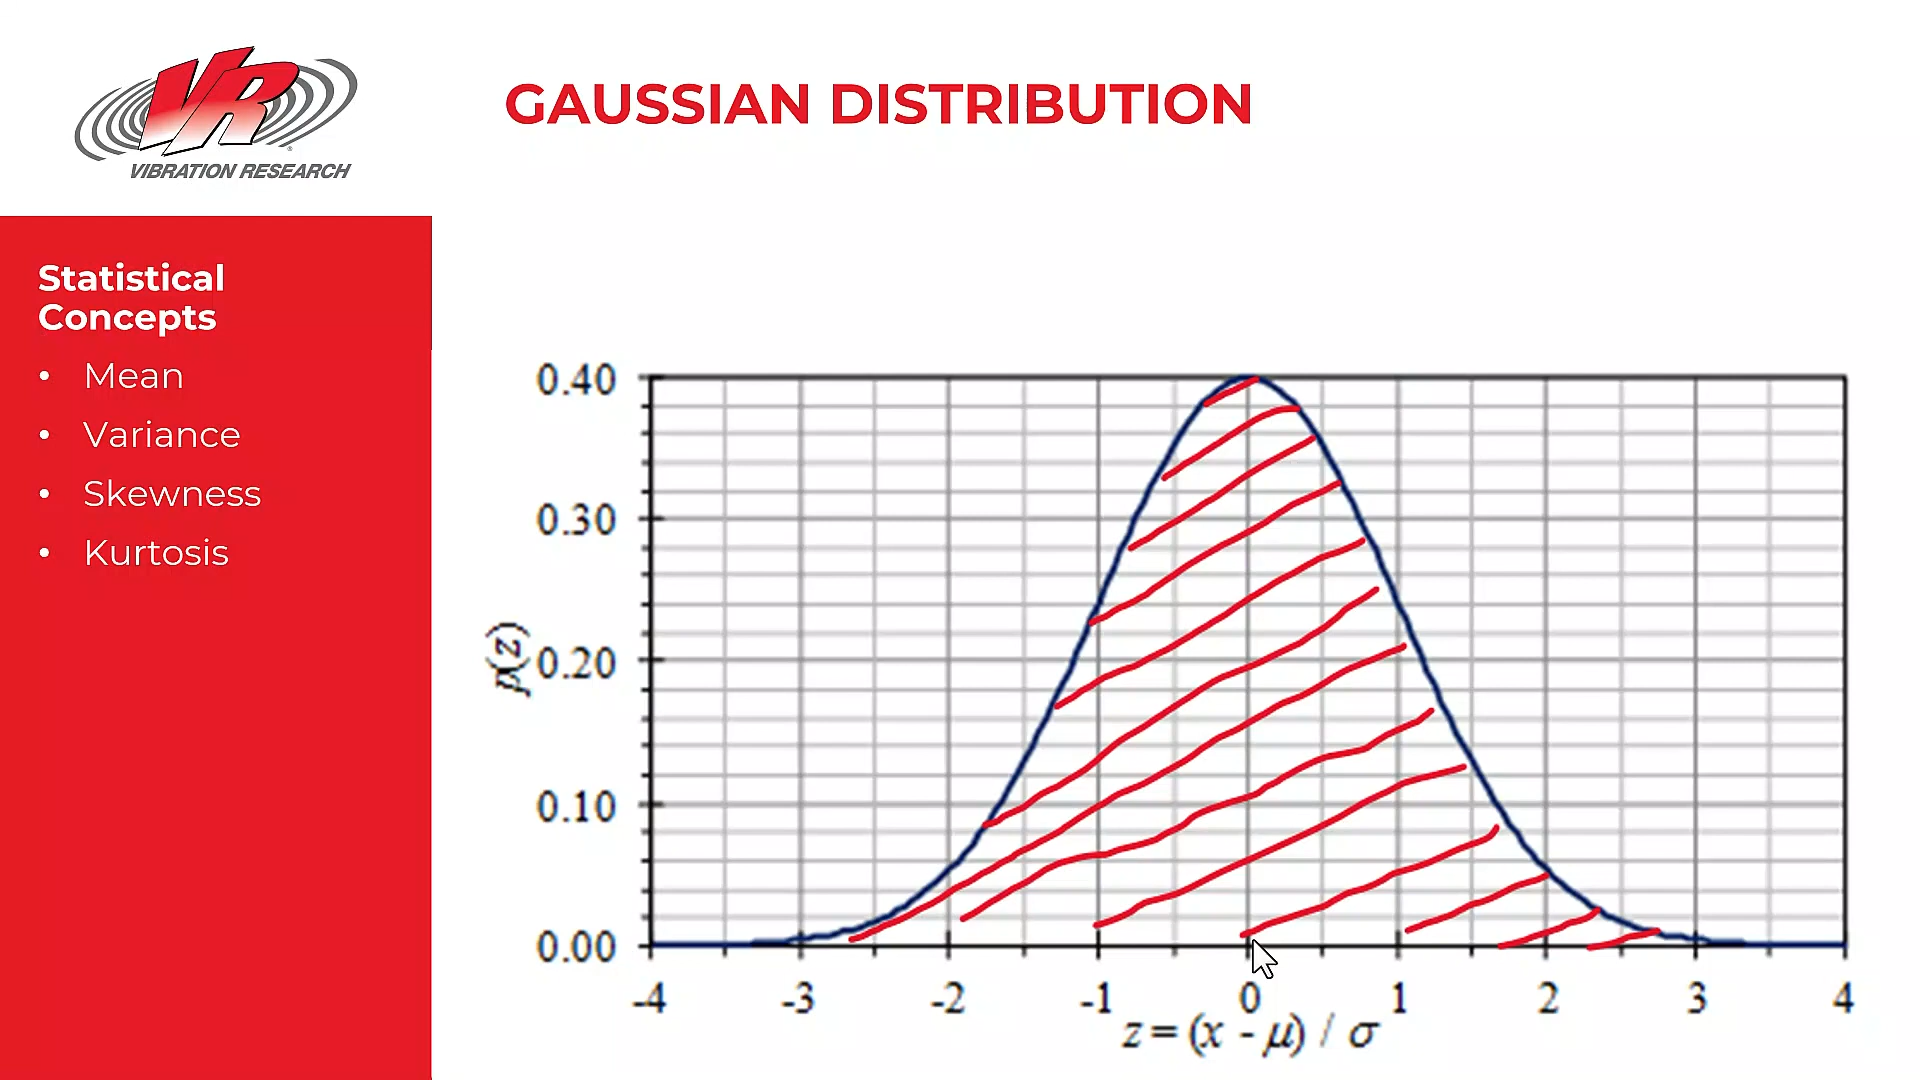 VR
VIBRATION RESEARCH
GAUSSIAN DISTRIBUTION
Statistical
Concepts
• Mean
• Variance
• Skewness
• Kurtosis
p(z)
0.40
0.30
0.20
0.10
0.00
-4 -3 -2 -1 0 1 2 3 4
z = (x - μ) / σ